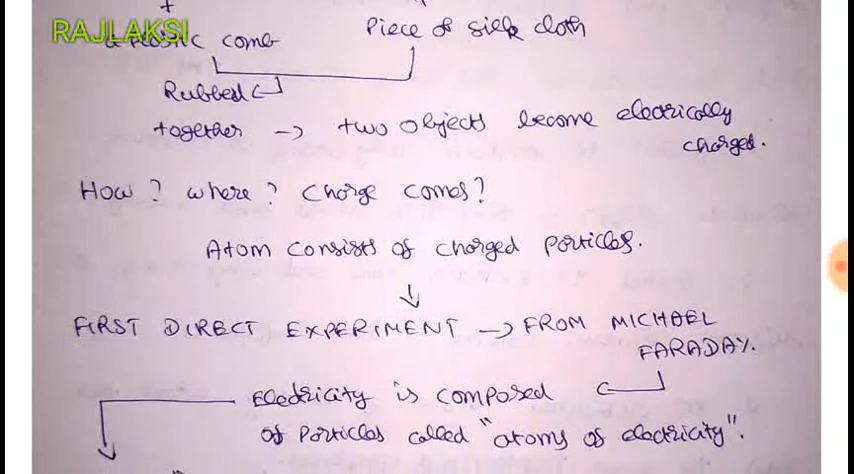 +
RAJLAKSI
comb
Piece of silk cloth
Rubbed
together → two objects become electrically
charged.
How? where? charge comes?
Atom consists of charged particles.
↓
FIRST DIRECT EXPERIMENT → FROM MICHAEL
FARADAY.
Electricity is composed
of particles called "atoms of electricity".